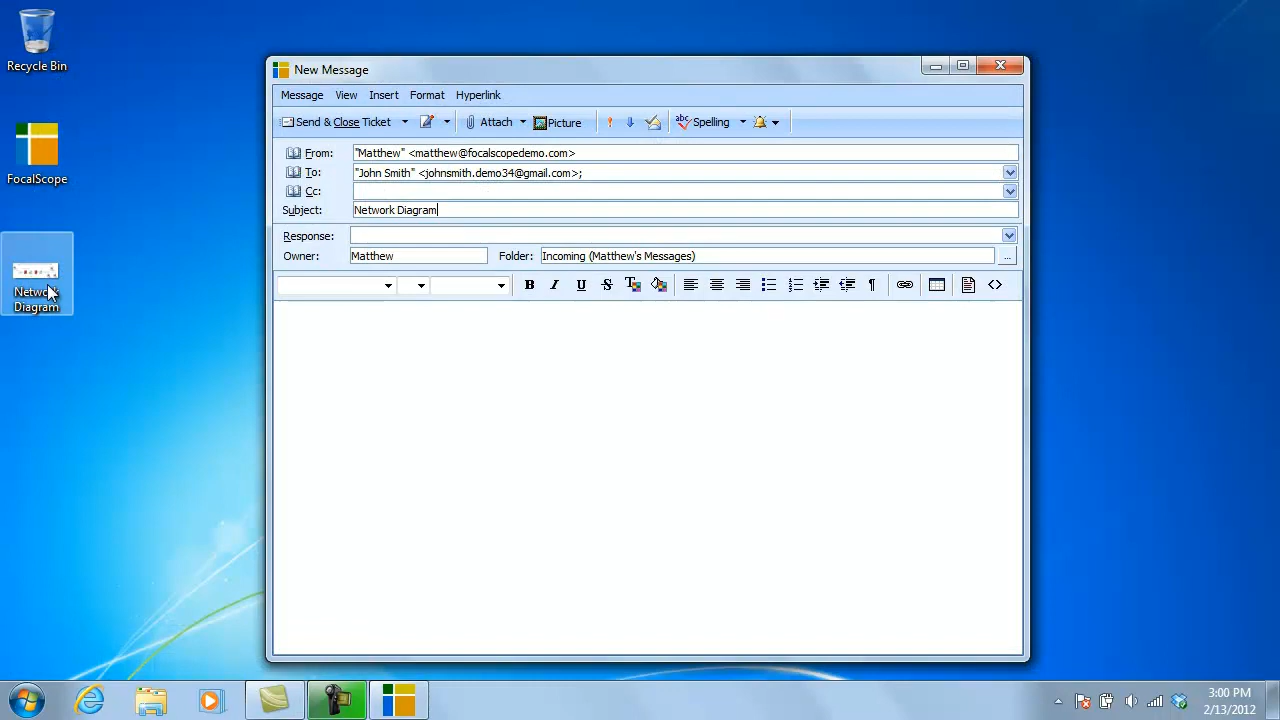 Recycle Bin
FocalScope
Network
Diagram
New Message
Message View Insert Format Hyperlink
Send & Close Ticket Attach Picture abc Spelling
From: "Matthew" <matthew@focalscopedemo.com>
To: "John Smith" <johnsmith.demo34@gmail.com>;
Cc:
Subject: Network Diagram
Response:
Owner: Matthew Folder: Incoming (Matthew's Messages) ...
B I U S T
3:00 PM
2/13/2012